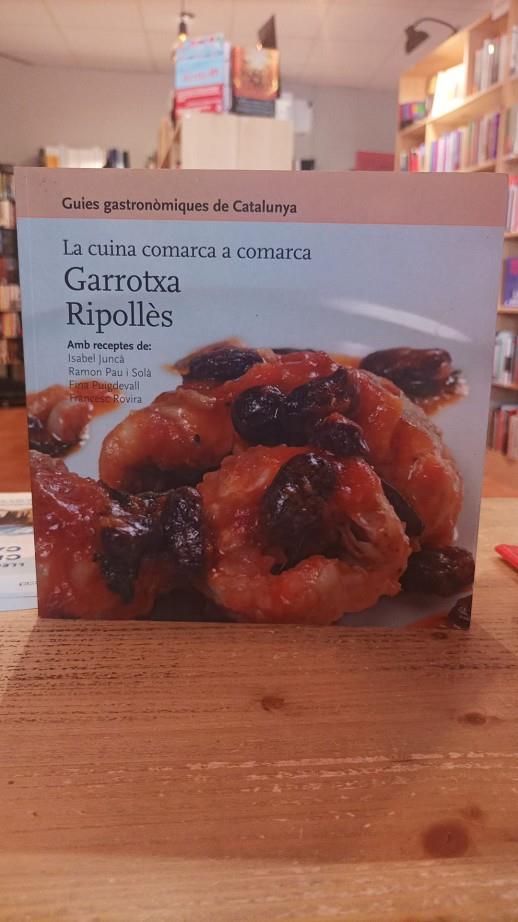 Guies gastronòmiques de Catalunya
La cuina comarca a comarca
Garrotxa
Ripollès
Amb receptes de:
Isabel Juncà
Ramon Pau i Solà
Fina Puigdevall
Francesc Rovira